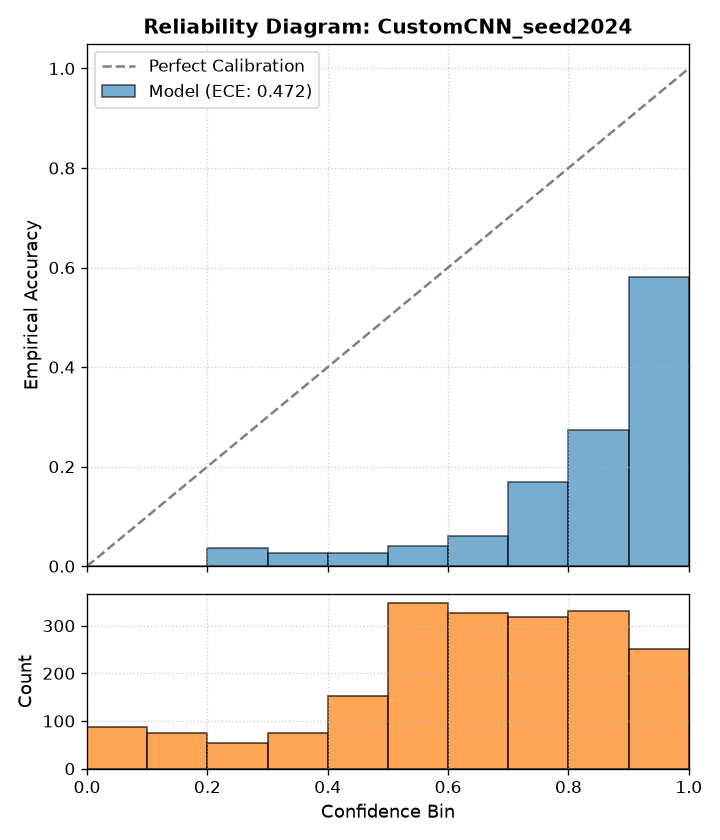 Reliability Diagram: CustomCNN_seed2024
Perfect Calibration
Model (ECE: 0.472)
Empirical Accuracy
1.0
0.8
0.6
0.4
0.2
0.0
Count
300
200
100
0
0.0 0.2 0.4 0.6 0.8 1.0
Confidence Bin